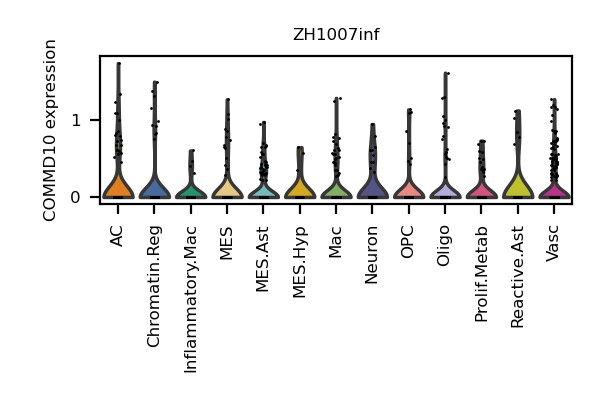 ZH1007inf
COMMD10 expression
1
0
AC
Chromatin.Reg
Inflammatory.Mac
MES
MES.Ast
MES.Hyp
Mac
Neuron
OPC
Oligo
Prolif.Metab
Reactive.Ast
Vasc